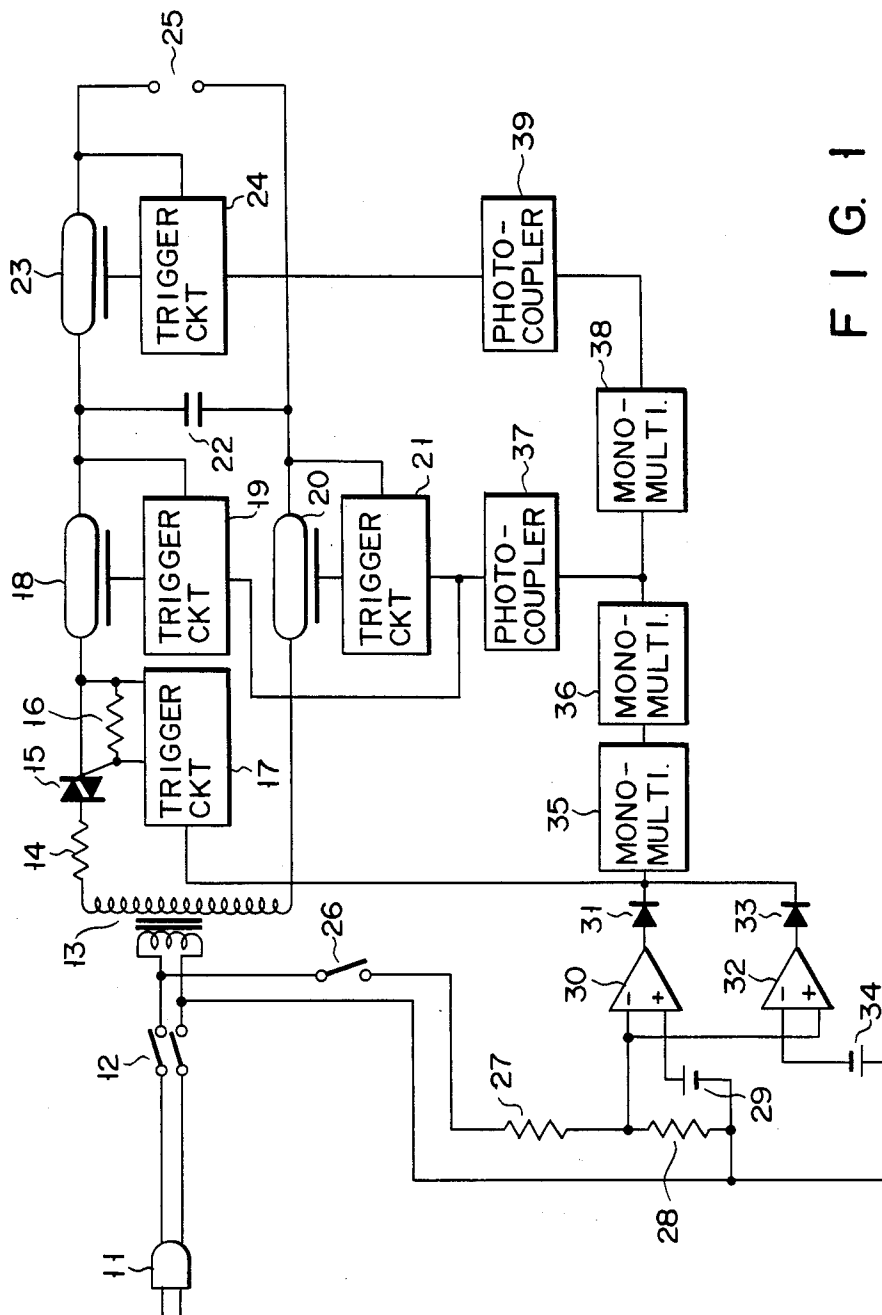 11
12
13
14
15
16
TRIGGER
CKT
17
18
TRIGGER
CKT
19
20
TRIGGER
CKT
21
22
23
TRIGGER
CKT
24
25
26
27
28
29
30
-
+
31
32
-
+
33
34
35
MONO-
MULTI.
36
MONO-
MULTI.
PHOTO-
COUPLER
37
38
MONO-
MULTI.
PHOTO-
COUPLER
39
FIG. 1